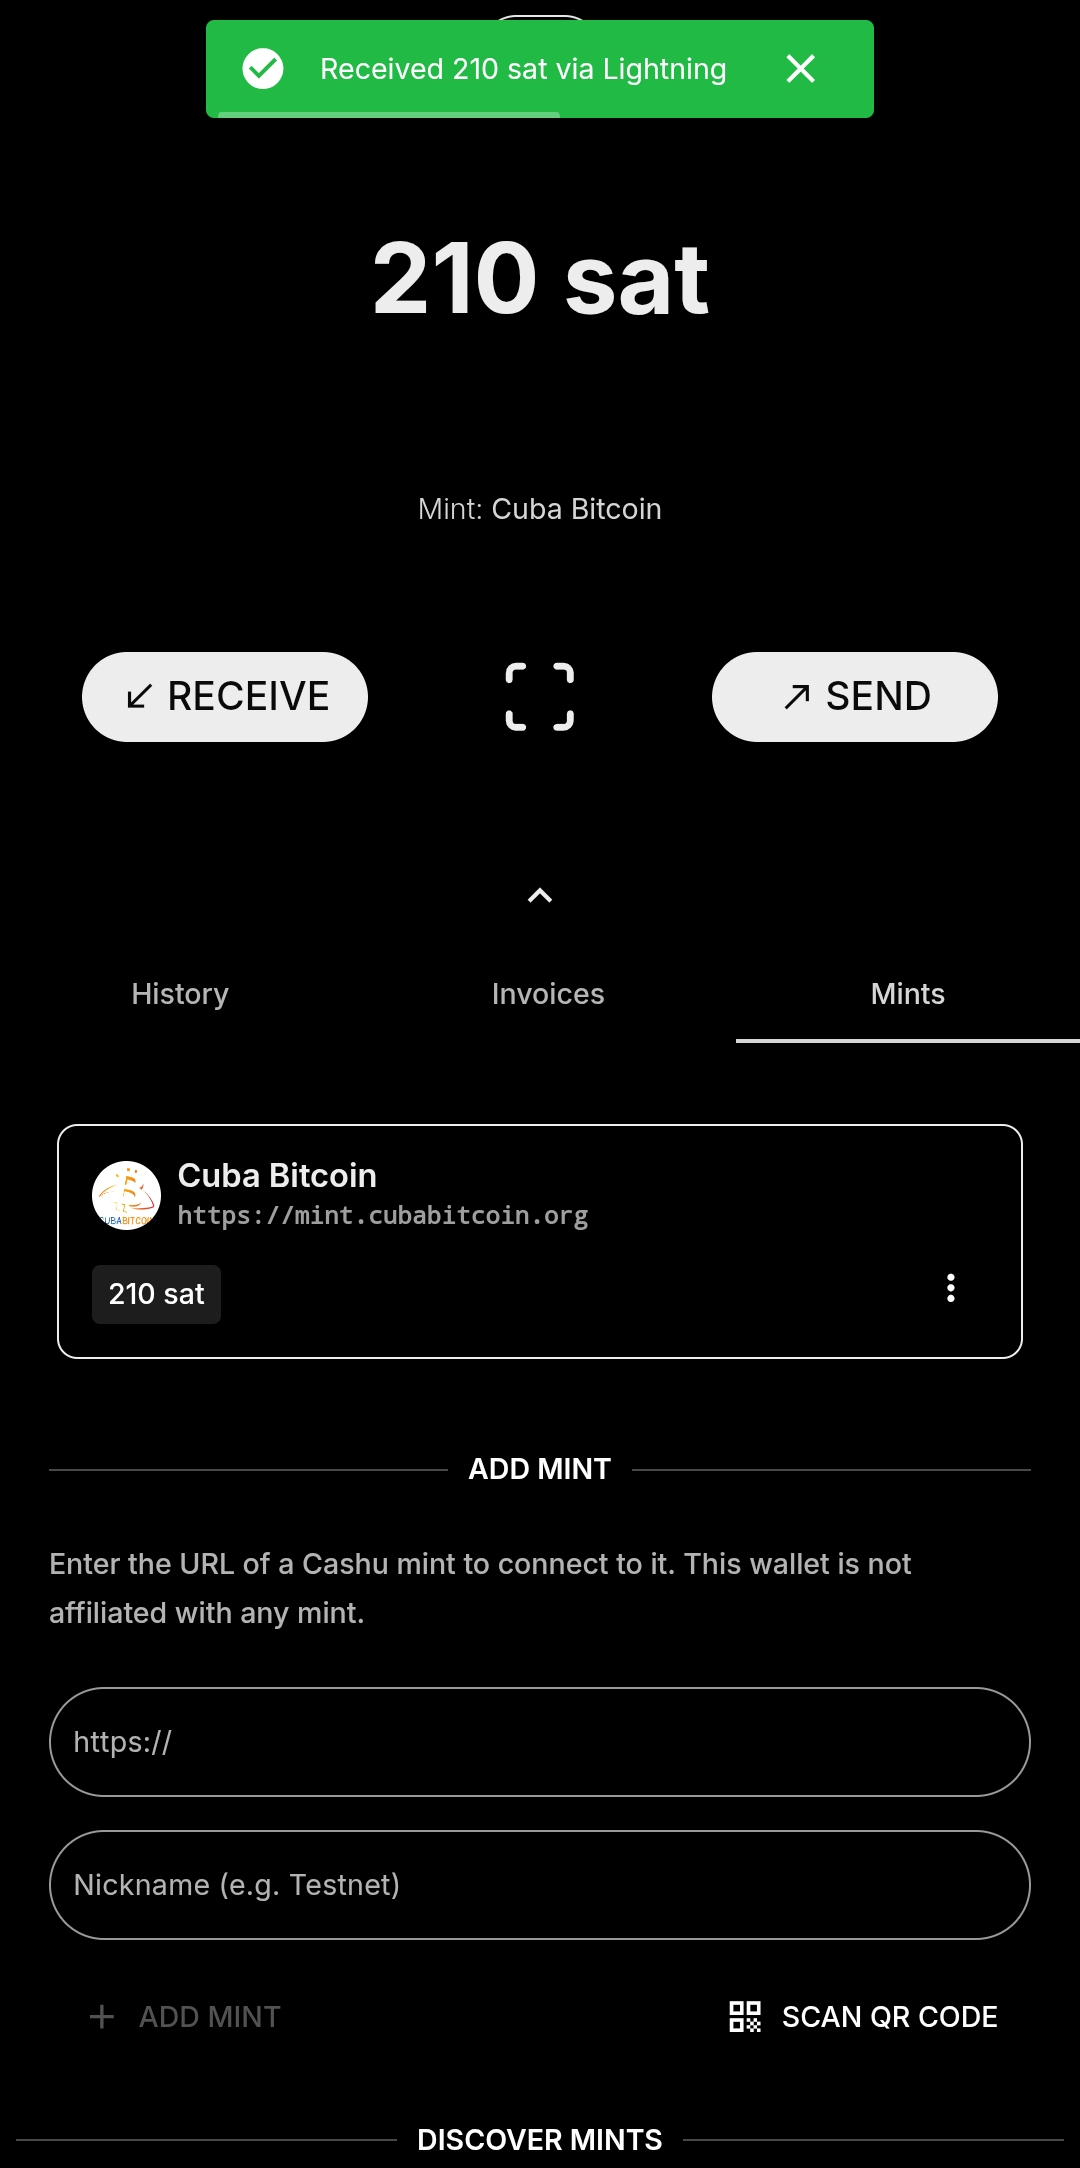 Received 210 sat via Lightning
210 sat
Mint: Cuba Bitcoin
RECEIVE
SEND
History
Invoices
Mints
Cuba Bitcoin
https://mint.cubabitcoin.org
210 sat
ADD MINT
Enter the URL of a Cashu mint to connect to it. This wallet is not
affiliated with any mint.
https://
Nickname (e.g. Testnet)
ADD MINT
SCAN QR CODE
DISCOVER MINTS